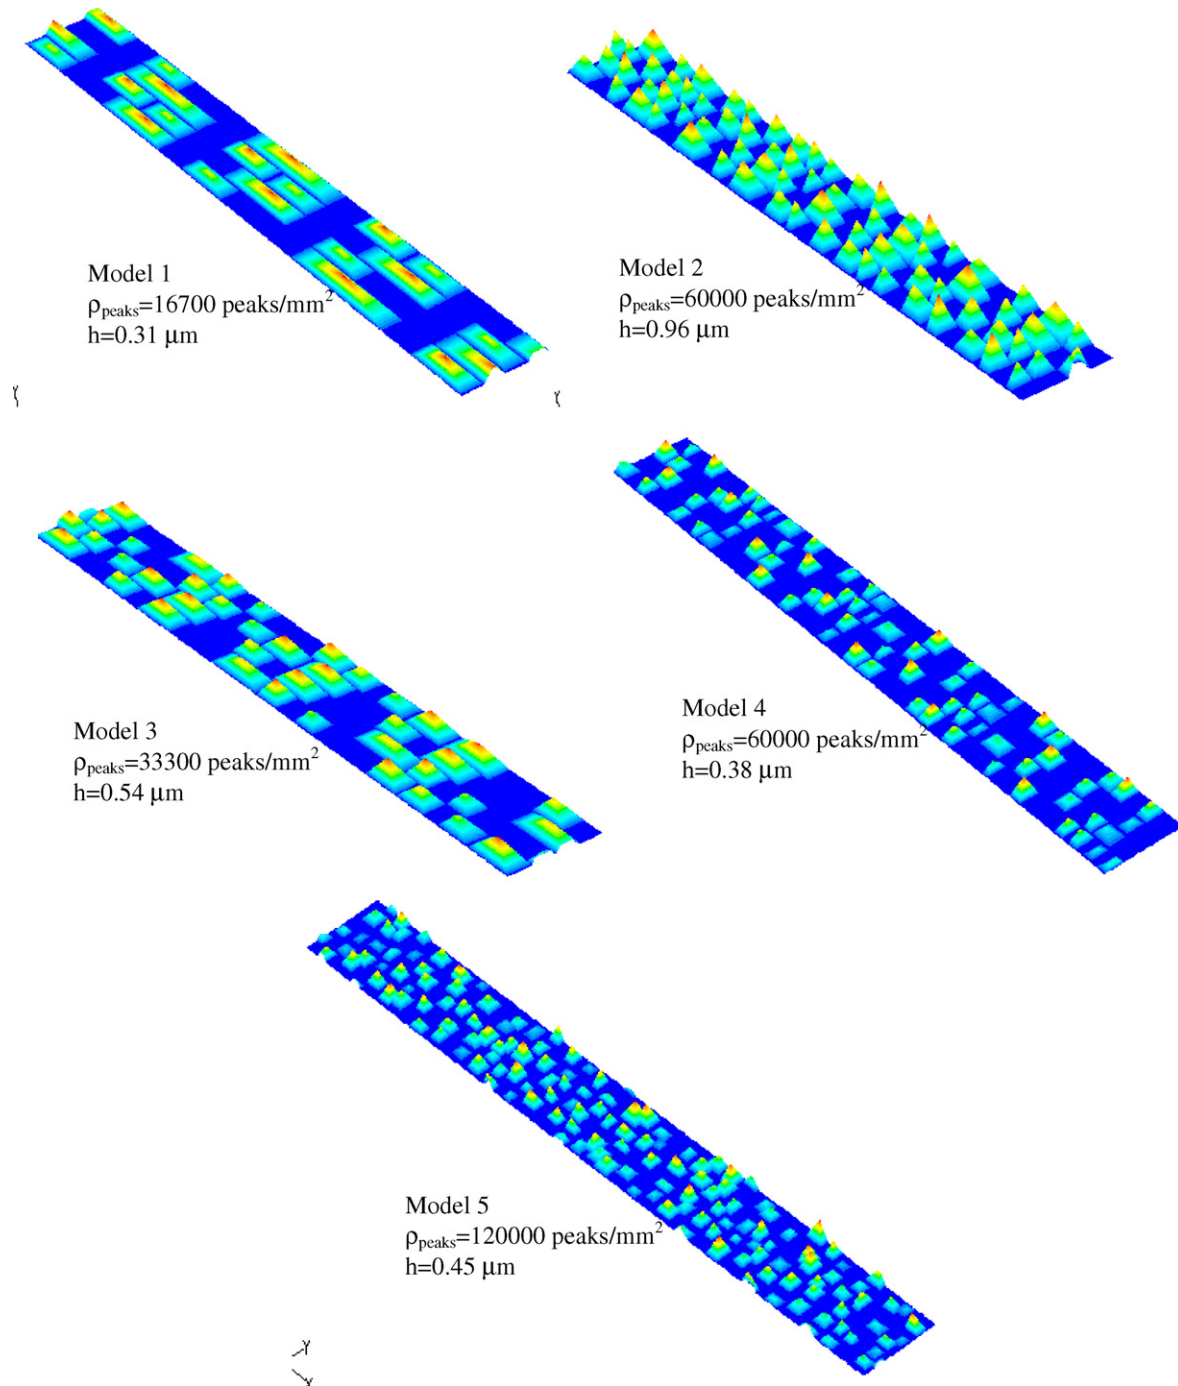 Model 1
ρpeaks=16700 peaks/mm²
h=0.31 μm
Model 2
ρpeaks=60000 peaks/mm²
h=0.96 μm
Y
Y
Model 3
ρpeaks=33300 peaks/mm²
h=0.54 μm
Model 4
ρpeaks=60000 peaks/mm²
h=0.38 μm
Model 5
ρpeaks=120000 peaks/mm²
h=0.45 μm
Y
X